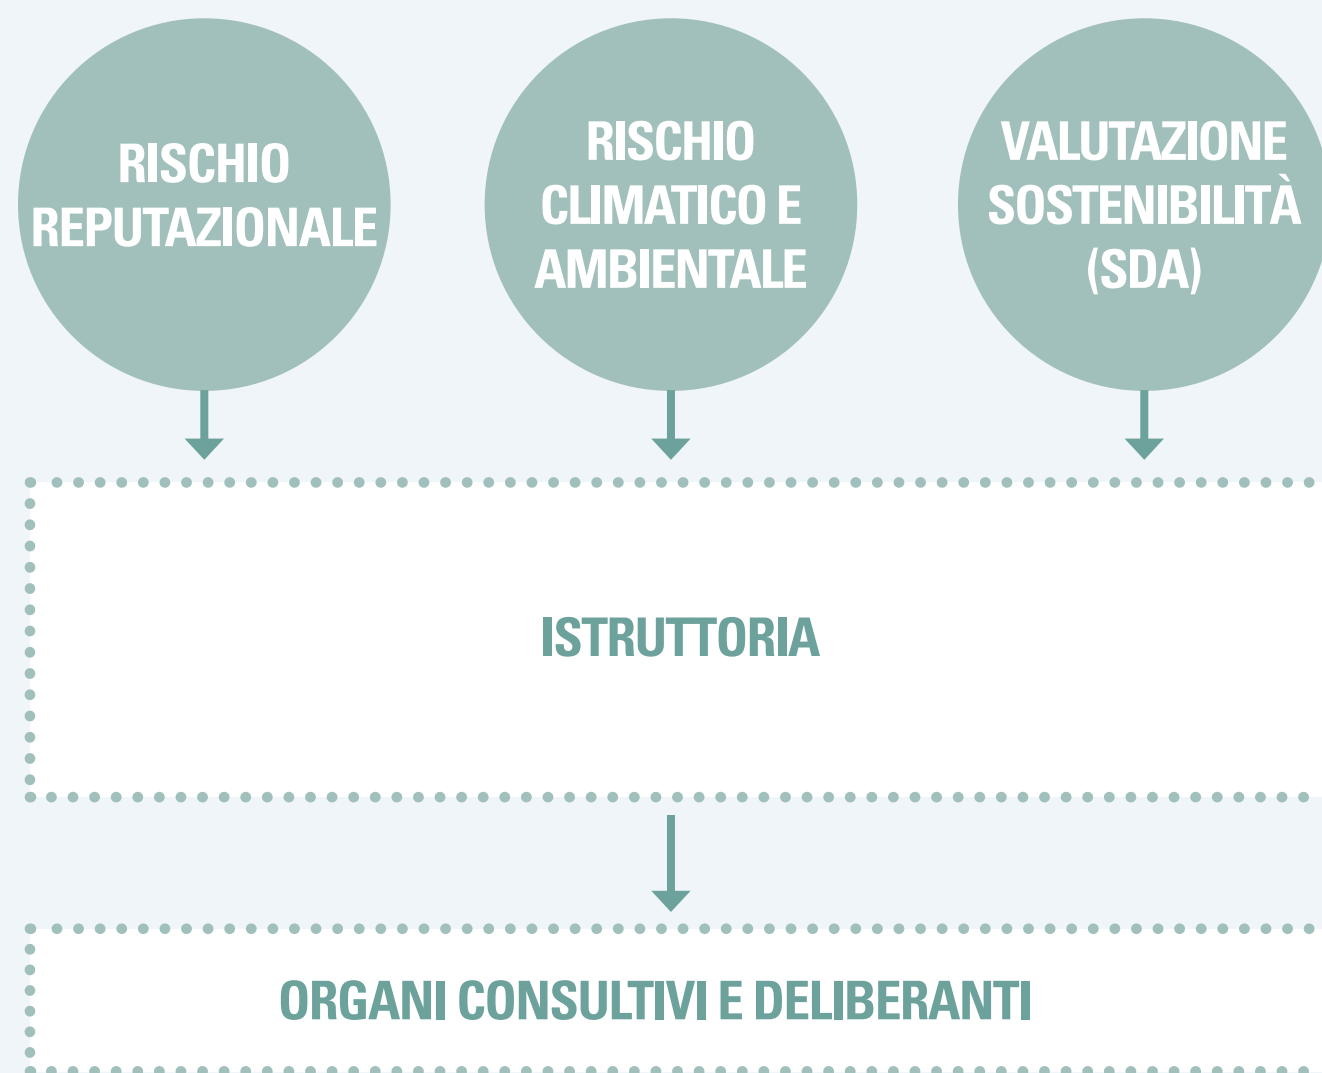 RISCHIO
REPUTAZIONALE
RISCHIO
CLIMATICO E
AMBIENTALE
VALUTAZIONE
SOSTENIBILITÀ
(SDA)
ISTRUTTORIA
ORGANI CONSULTIVI E DELIBERANTI